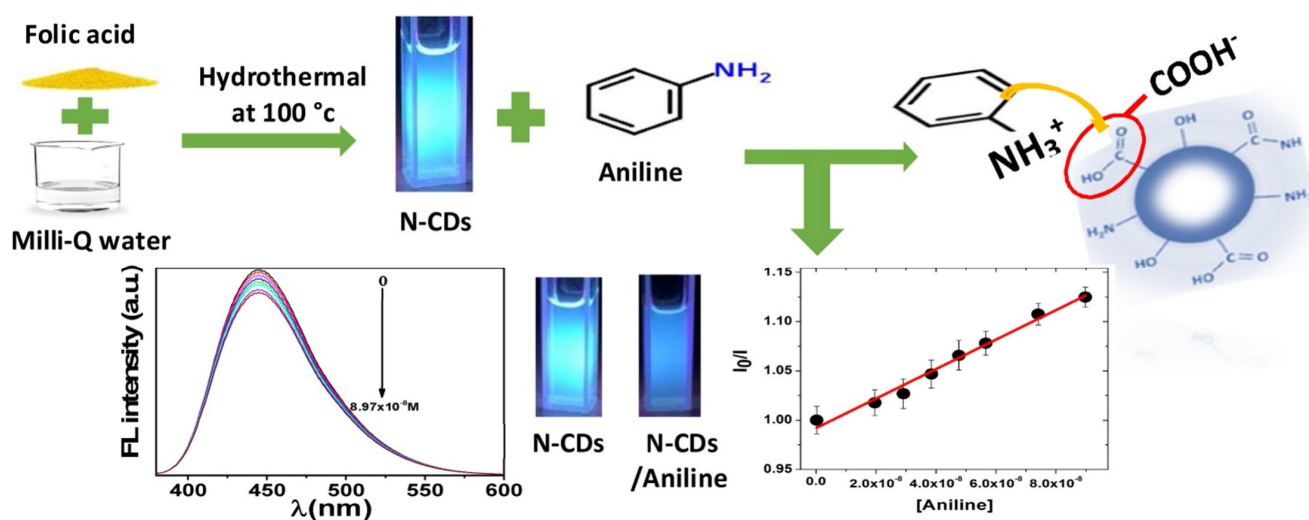 Folic acid
Milli-Q water
Hydrothermal
at 100 °c
N-CDs
NH₂
Aniline
NH₃⁺
COOH⁻
O
HO
OH
O
NH
NH₂
H₂N
HO
HO
O
FL intensity (a.u.)
0
8.97x10⁻⁸M
400 450 500 550 600
λ(nm)
N-CDs
N-CDs
/Aniline
I₀/I
1.15
1.10
1.05
1.00
0.95
0.0 2.0x10⁻⁸ 4.0x10⁻⁸ 6.0x10⁻⁸ 8.0x10⁻⁸
[Aniline]